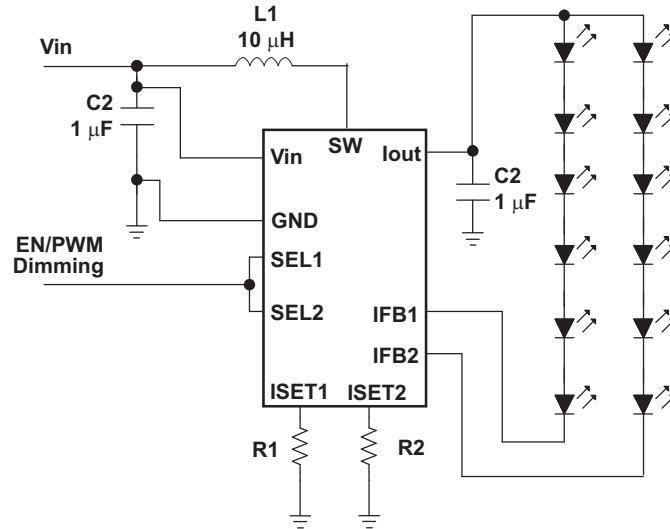 L1
10 μH
Vin
C2
1 μF
SW
Vin
Iout
C2
1 μF
GND
EN/PWM
Dimming
SEL1
SEL2
IFB1
IFB2
ISET1
ISET2
R1
R2